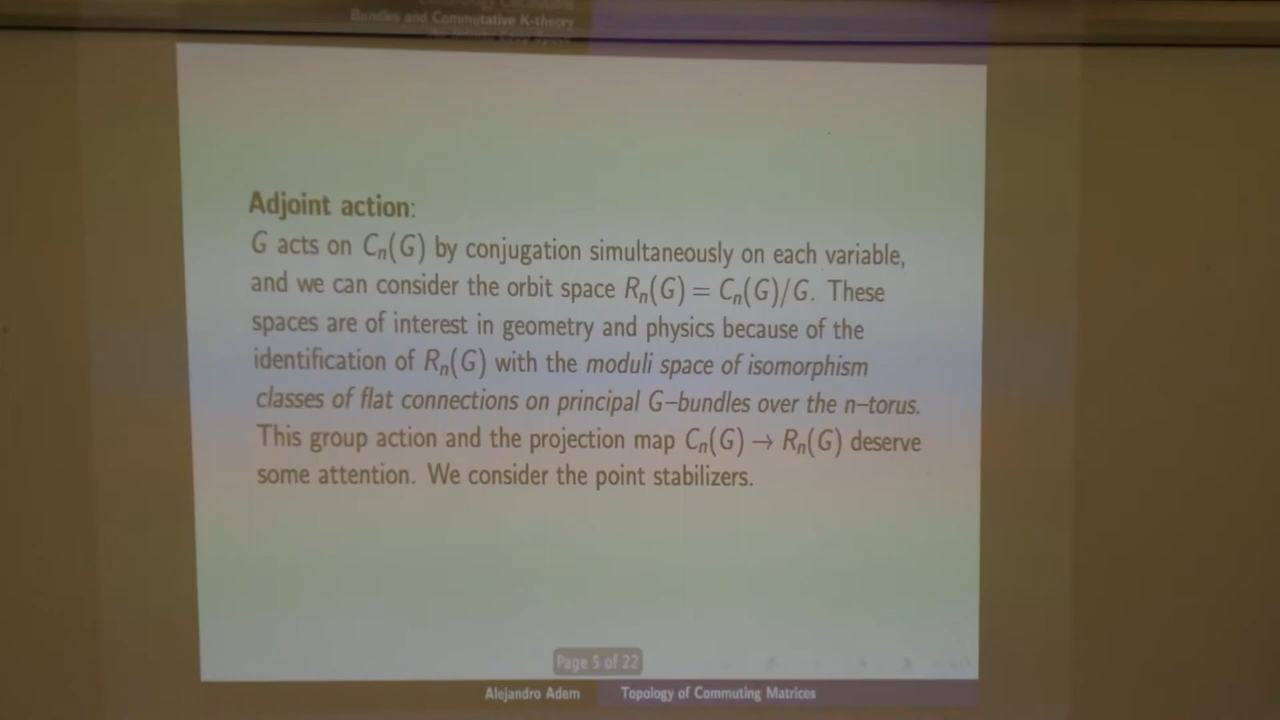 Bundles and Commutative K-theory
Adjoint action:
G acts on Cₙ(G) by conjugation simultaneously on each variable,
and we can consider the orbit space Rₙ(G) = Cₙ(G)/G. These
spaces are of interest in geometry and physics because of the
identification of Rₙ(G) with the moduli space of isomorphism
classes of flat connections on principal G–bundles over the n–torus.
This group action and the projection map Cₙ(G) → Rₙ(G) deserve
some attention. We consider the point stabilizers.
Page 5 of 22
Alejandro Adem Topology of Commuting Matrices